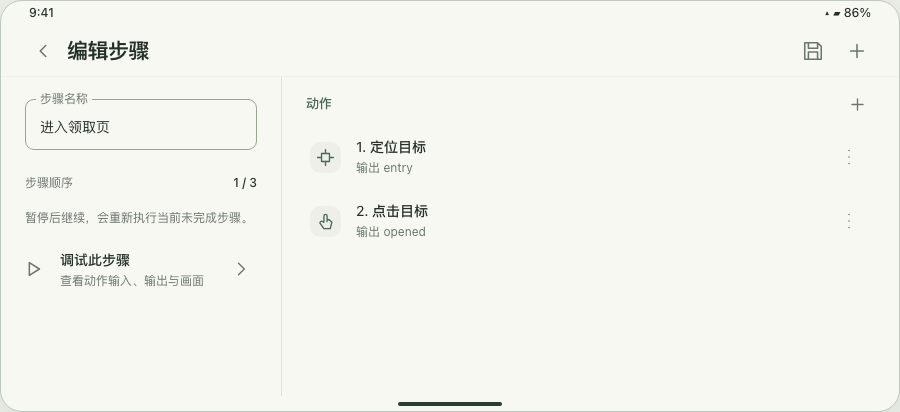 9:41
86%
编辑步骤
步骤名称
进入领取页
步骤顺序
1 / 3
暂停后继续，会重新执行当前未完成步骤。
调试此步骤
查看动作输入、输出与画面
动作
1. 定位目标
输出 entry
2. 点击目标
输出 opened